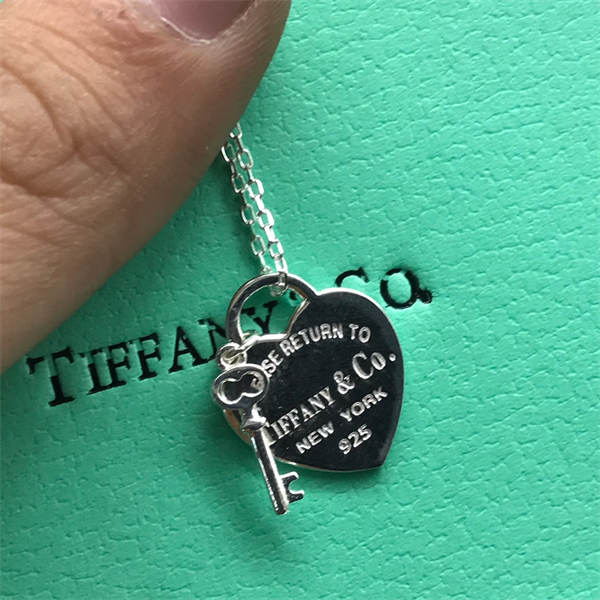 TIFFANY & Co.
RETURN TO
TIFFANY & Co.
NEW YORK
925